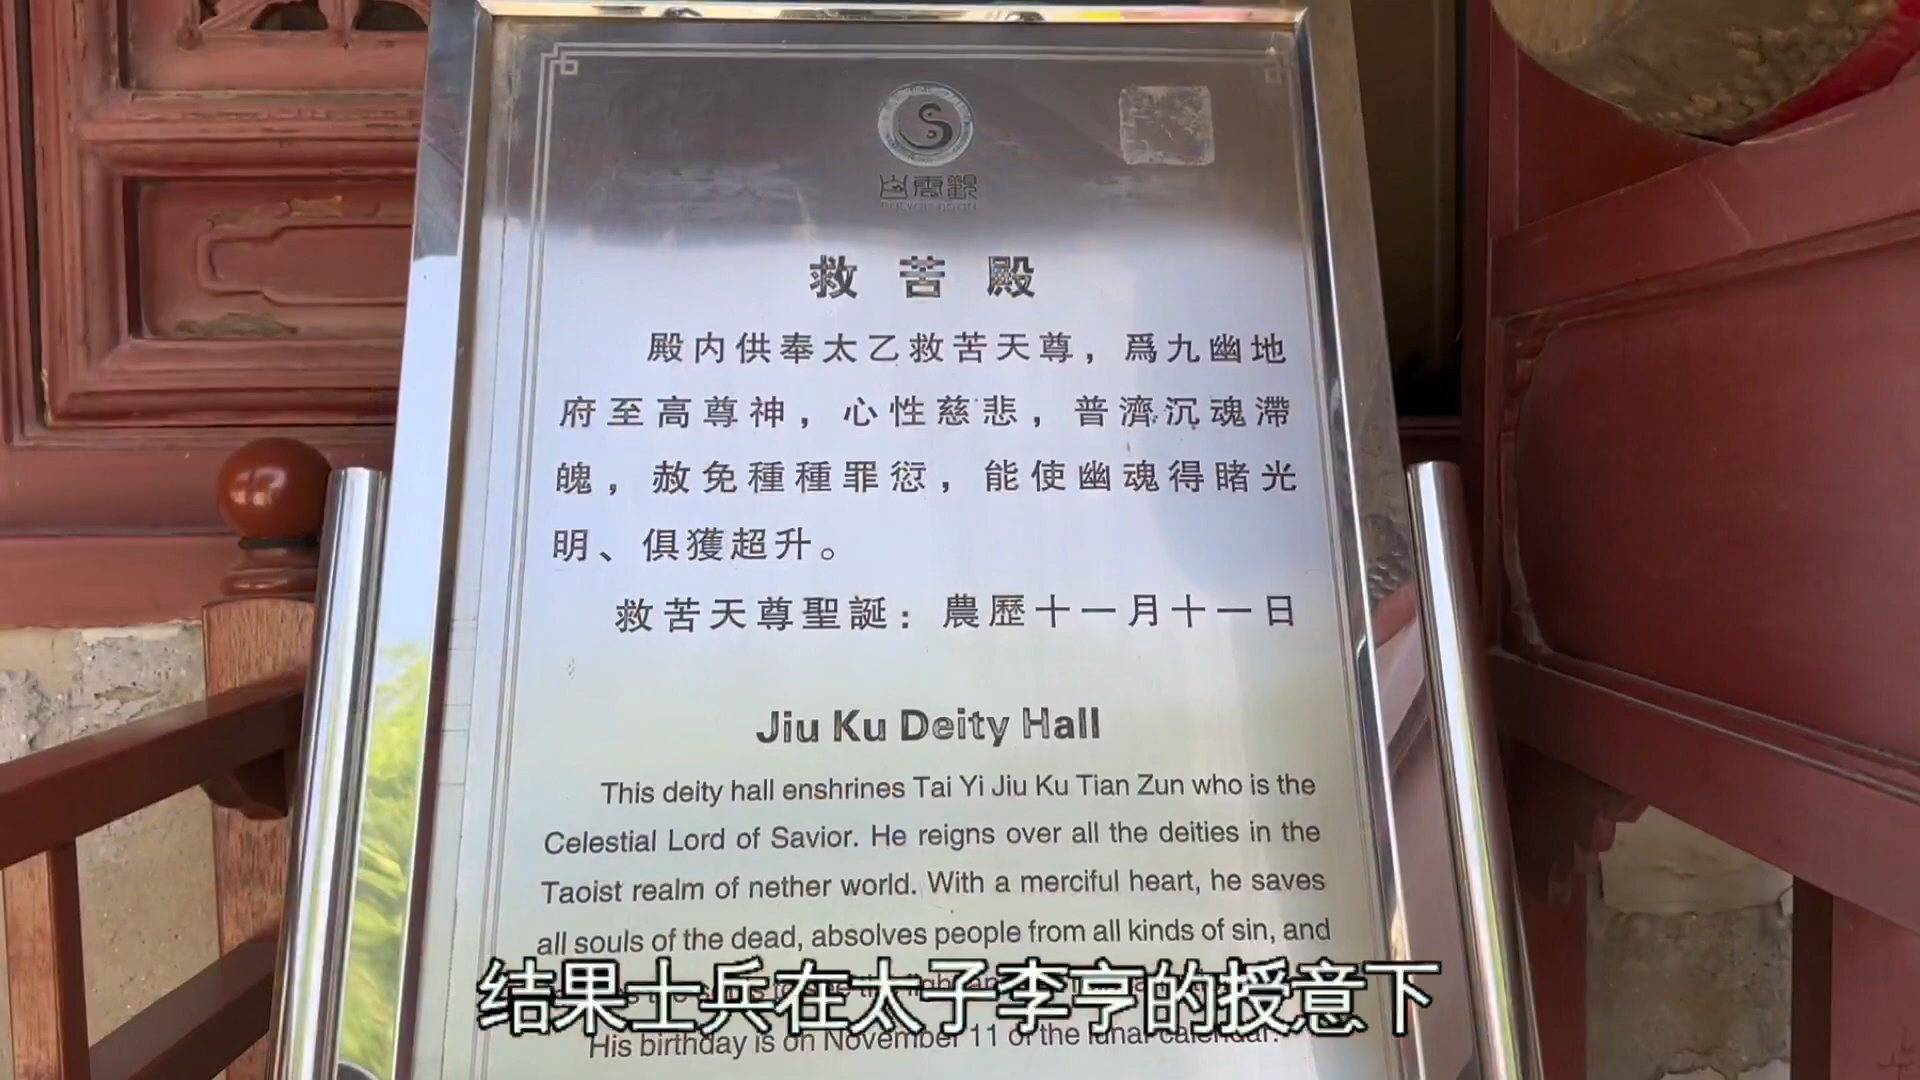 白雲觀
救苦殿
殿内供奉太乙救苦天尊，爲九幽地
府至高尊神，心性慈悲，普濟沉魂滯
魄，赦免種種罪愆，能使幽魂得睹光
明、俱獲超升。
救苦天尊聖誕：農歷十一月十一日
Jiu Ku Deity Hall
This deity hall enshrines Tai Yi Jiu Ku Tian Zun who is the
Celestial Lord of Savior. He reigns over all the deities in the
Taoist realm of nether world. With a merciful heart, he saves
all souls of the dead, absolves people from all kinds of sin, and
结果士兵在太子李亨的授意下
His birthday is on November 11 of the lunar calendar.